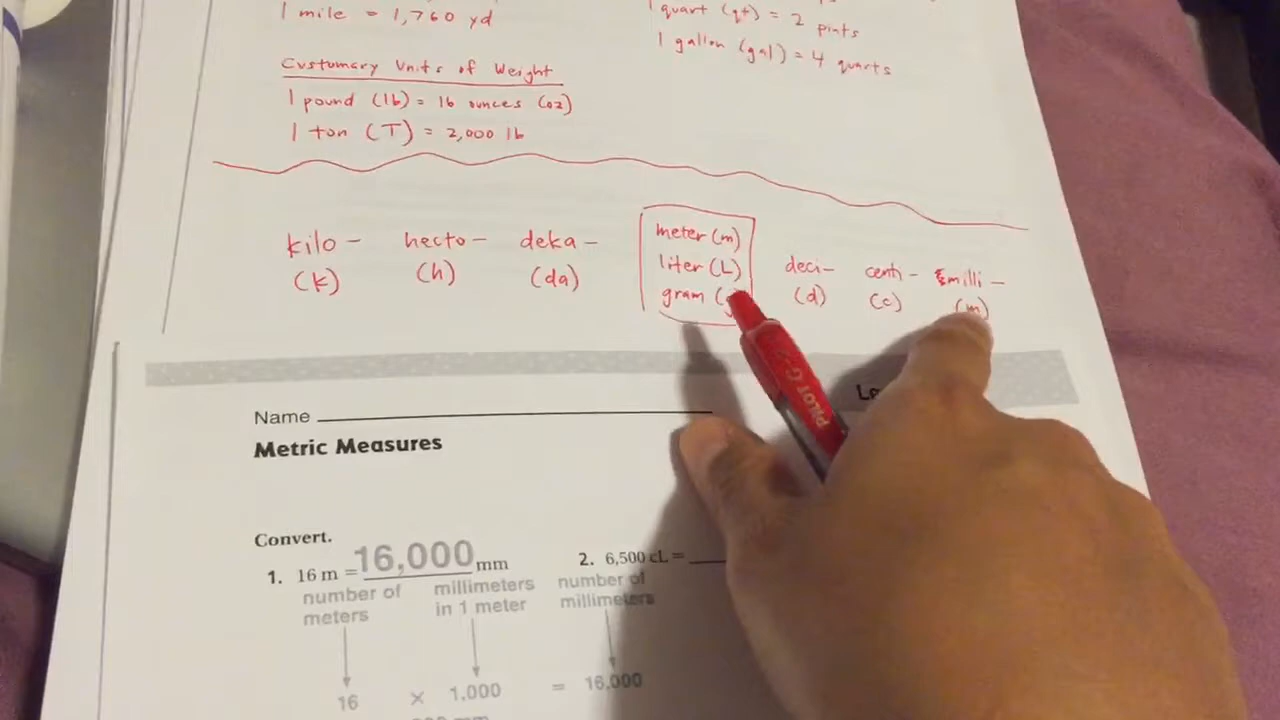 1 mile = 1,760 yd
1 quart (qt) = 2 pints
1 gallon (gal) = 4 quarts
Customary Units of Weight
1 pound (lb) = 16 ounces (oz)
1 ton (T) = 2,000 lb
kilo- hecto- deka- meter (m) deci- centi- milli-
(k) (h) (da) liter (L) (d) (c) (m)
gram
PILOT G-2
Name
Metric Measures
Convert.
1. 16 m = 16,000 mm 2. 6,500 cL =
number of meters millimeters in 1 meter number of millimeters
16 × 1,000 = 16,000